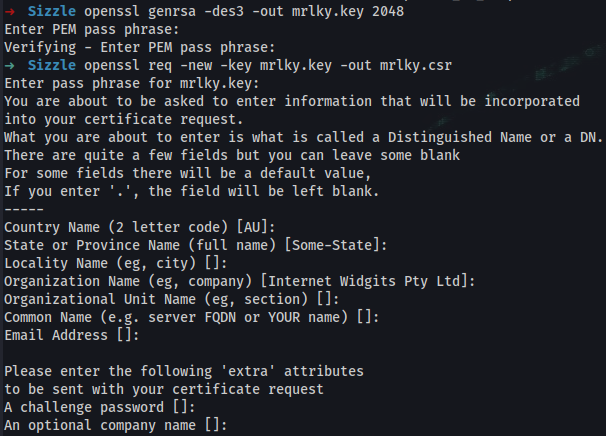 → Sizzle openssl genrsa -des3 -out mrlky.key 2048
Enter PEM pass phrase:
Verifying - Enter PEM pass phrase:
→ Sizzle openssl req -new -key mrlky.key -out mrlky.csr
Enter pass phrase for mrlky.key:
You are about to be asked to enter information that will be incorporated
into your certificate request.
What you are about to enter is what is called a Distinguished Name or a DN.
There are quite a few fields but you can leave some blank
For some fields there will be a default value,
If you enter '.', the field will be left blank.
-----
Country Name (2 letter code) [AU]:
State or Province Name (full name) [Some-State]:
Locality Name (eg, city) []:
Organization Name (eg, company) [Internet Widgits Pty Ltd]:
Organizational Unit Name (eg, section) []:
Common Name (e.g. server FQDN or YOUR name) []:
Email Address []:

Please enter the following 'extra' attributes
to be sent with your certificate request
A challenge password []:
An optional company name []: